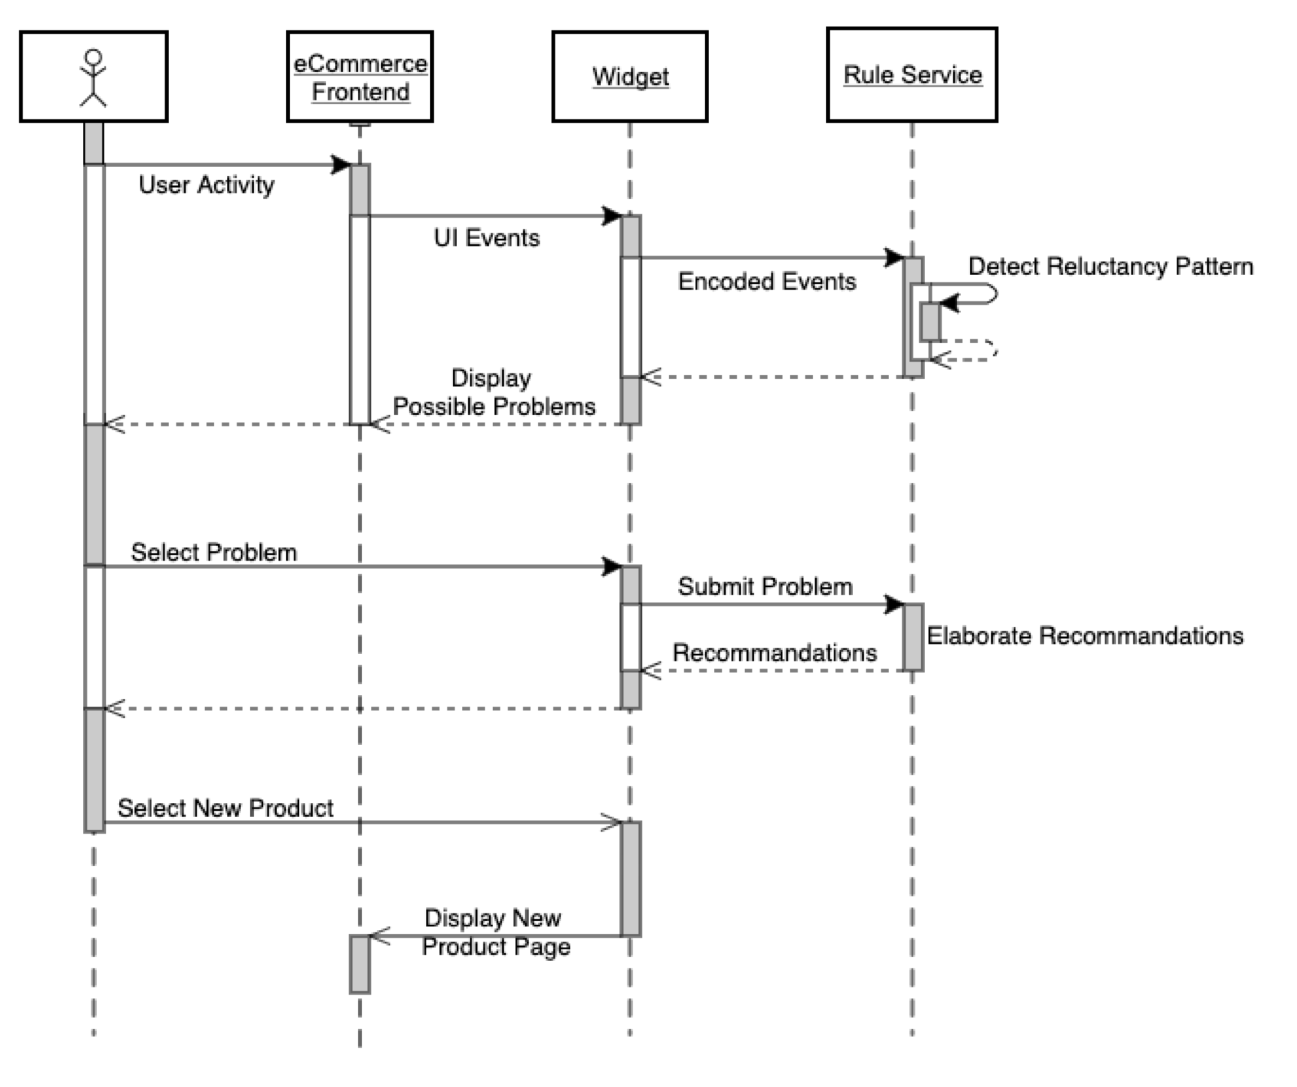 eCommerce
Frontend
Widget
Rule Service
User Activity
UI Events
Encoded Events
Detect Reluctancy Pattern
Display
Possible Problems
Select Problem
Submit Problem
Elaborate Recommandations
Recommandations
Select New Product
Display New
Product Page